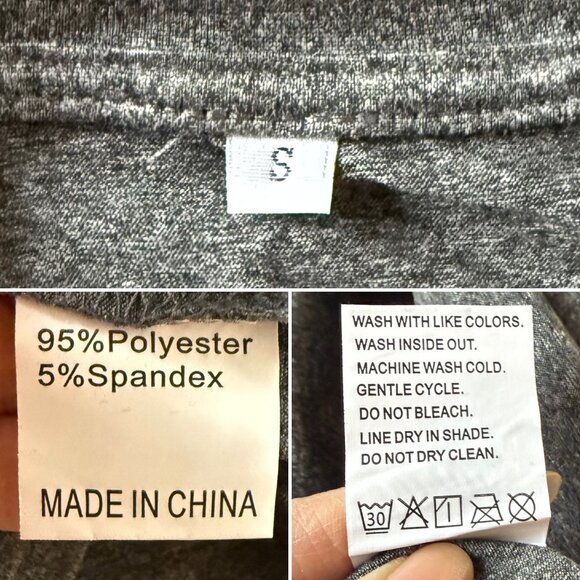 S
95%Polyester
5%Spandex
MADE IN CHINA
WASH WITH LIKE COLORS.
WASH INSIDE OUT.
MACHINE WASH COLD.
GENTLE CYCLE.
DO NOT BLEACH.
LINE DRY IN SHADE.
DO NOT DRY CLEAN.
30